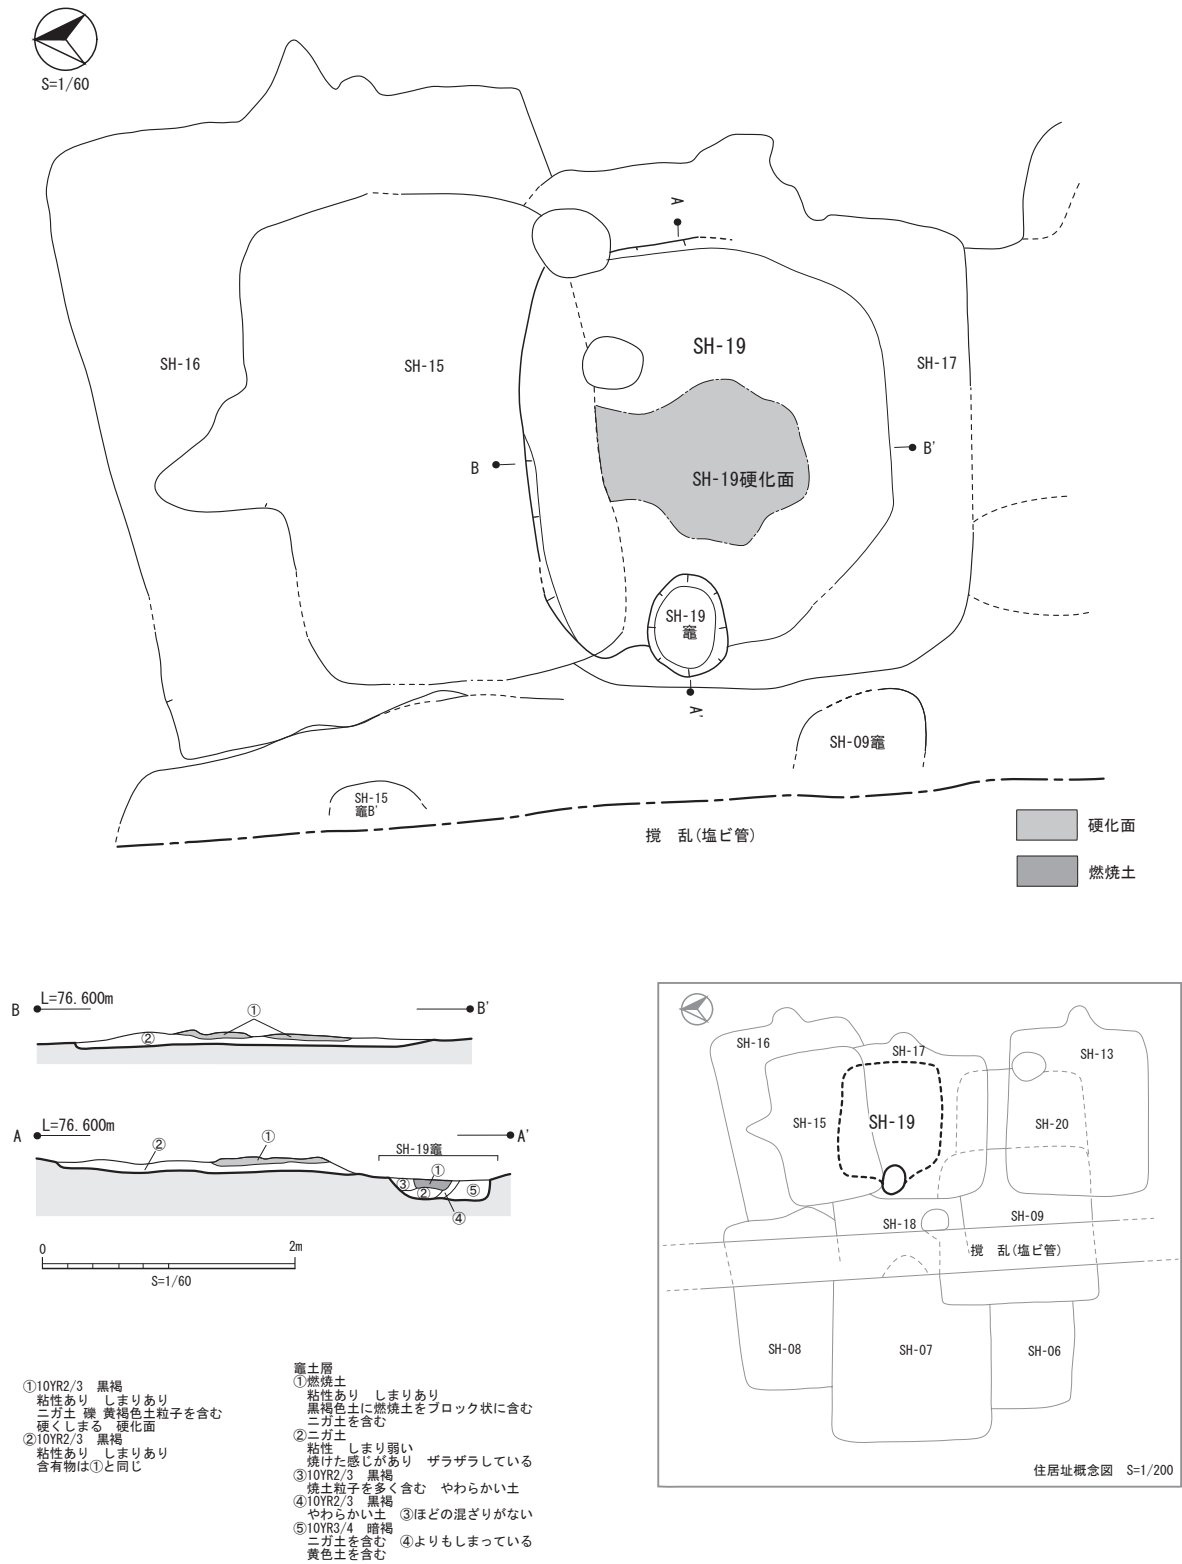 S=1/60
A
SH-19
SH-16
SH-15
SH-17
B
B'
SH-19硬化面
SH-19
竈
A'
SH-09竈
SH-15
竈B'
撹　乱(塩ビ管)
硬化面
燃焼土
B
L=76.600m
①
B'
②
A
L=76.600m
②
①
A'
SH-19竈
①
③
②
⑤
④
0
2m
S=1/60
①10YR2/3　黒褐
粘性あり　しまりあり
ニガ土 礫 黄褐色土粒子を含む
硬くしまる　硬化面
②10YR2/3　黒褐
粘性あり　しまりあり
含有物は①と同じ
竈土層
①燃焼土
粘性あり　しまりあり
黒褐色土に燃焼土をブロック状に含む
ニガ土を含む
②ニガ土
粘性　しまり弱い
焼けた感じがあり　ザラザラしている
③10YR2/3　黒褐
焼土粒子を多く含む　やわらかい土
④10YR2/3　黒褐
やわらかい土　③ほどの混ざりがない
⑤10YR3/4　暗褐
ニガ土を含む　④よりもしまっている
黄色土を含む
SH-16
SH-17
SH-13
SH-15
SH-19
SH-20
SH-18
SH-09
撹　乱(塩ビ管)
SH-08
SH-07
SH-06
住居址概念図　S=1/200